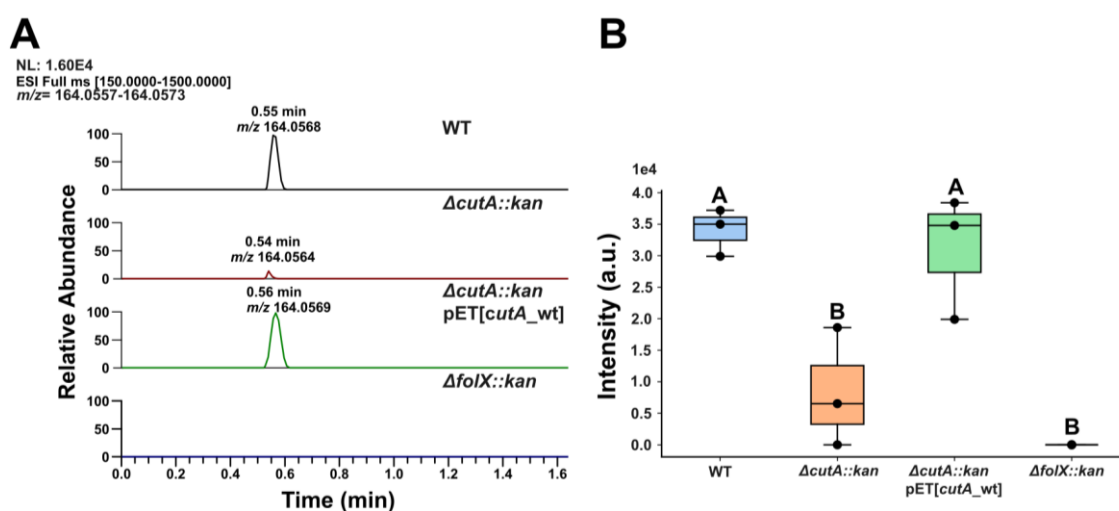 A
NL: 1.60E4
ESI Full ms [150.0000-1500.0000]
m/z= 164.0557-164.0573
Relative Abundance
0.55 min
m/z 164.0568
WT
100
50
0
ΔcutA::kan
0.54 min
m/z 164.0564
100
50
0
ΔcutA::kan
pET[cutA_wt]
0.56 min
m/z 164.0569
100
50
0
ΔfolX::kan
100
50
0
0.0 0.2 0.4 0.6 0.8 1.0 1.2 1.4 1.6
Time (min)
B
1e4
Intensity (a.u.)
4.0
3.5
3.0
2.5
2.0
1.5
1.0
0.5
0.0
A
B
A
B
WT
ΔcutA::kan
ΔcutA::kan
pET[cutA_wt]
ΔfolX::kan